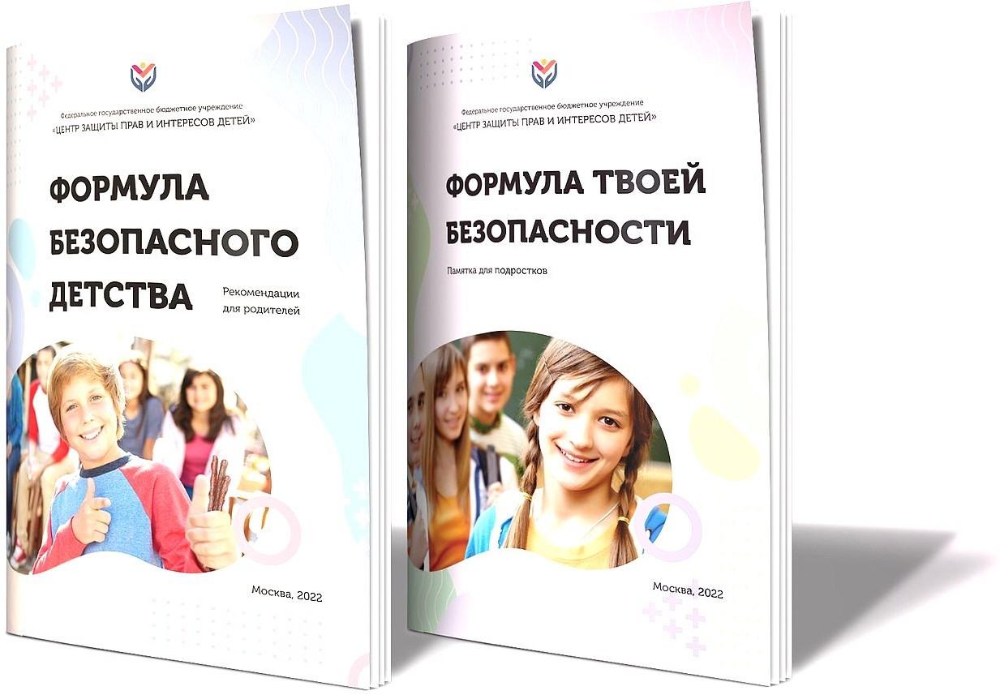 Федеральное государственное бюджетное учреждение
«ЦЕНТР ЗАЩИТЫ ПРАВ И ИНТЕРЕСОВ ДЕТЕЙ»
ФОРМУЛА
БЕЗОПАСНОГО
ДЕТСТВА
Рекомендации
для родителей
Москва, 2022
Федеральное государственное бюджетное учреждение
«ЦЕНТР ЗАЩИТЫ ПРАВ И ИНТЕРЕСОВ ДЕТЕЙ»
ФОРМУЛА ТВОЕЙ
БЕЗОПАСНОСТИ
Памятка для подростков
Москва, 2022